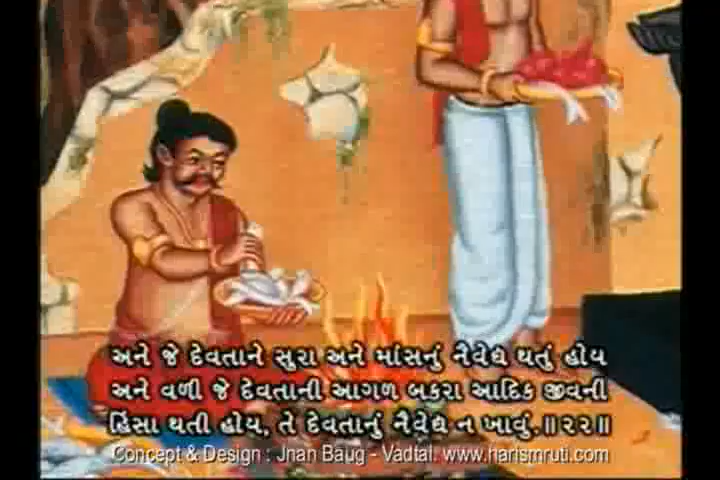 અને જે દેવતાને સુરા અને માંસનું નૈવેદ્ય થતું હોય
અને વળી જે દેવતાની આગળ બકરા આદિક જીવની
હિંસા થતી હોય, તે દેવતાનું નૈવેદ્ય ન ખાવું.॥૨૨॥
Concept & Design : Jnan Baug - Vadtal. www.harismruti.com